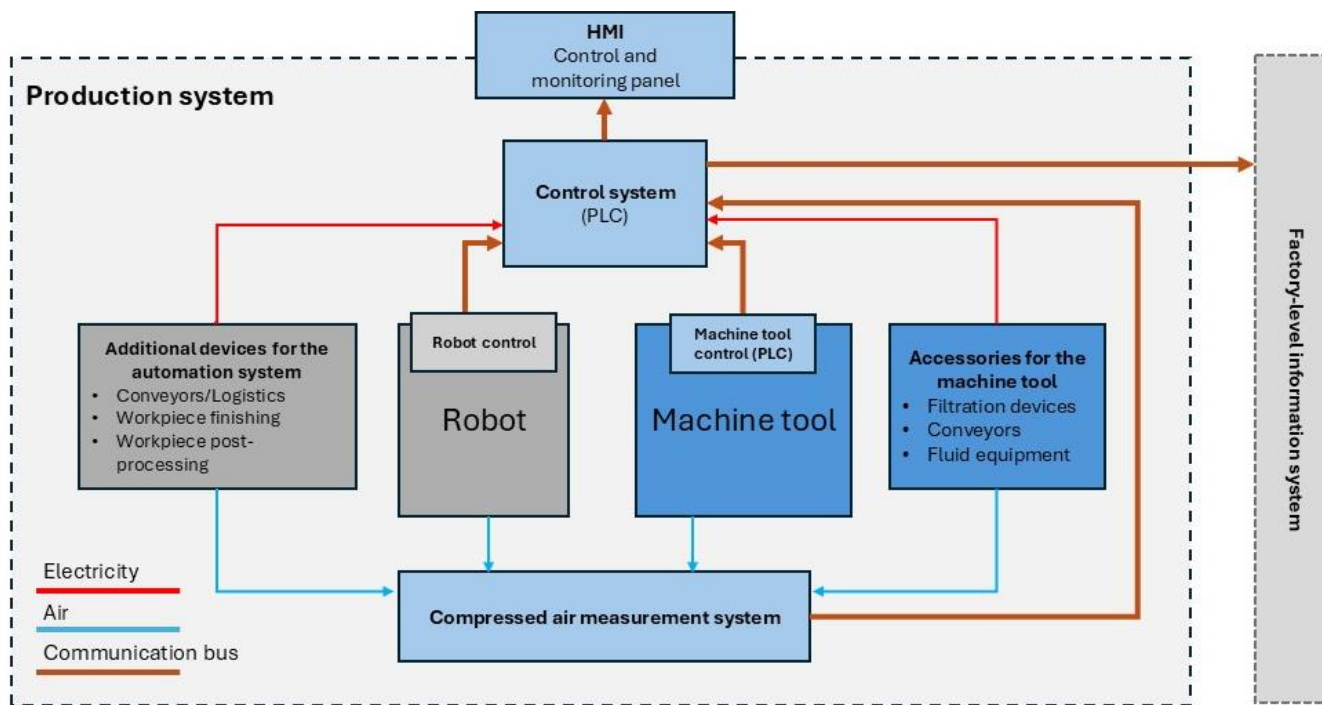 HMI
Control and
monitoring panel
Production system
Control system
(PLC)
Additional devices for the
automation system
• Conveyors/Logistics
• Workpiece finishing
• Workpiece post-
processing
Robot control
Robot
Machine tool
control (PLC)
Machine tool
Accessories for the
machine tool
• Filtration devices
• Conveyors
• Fluid equipment
Electricity
Air
Communication bus
Compressed air measurement system
Factory-level information system